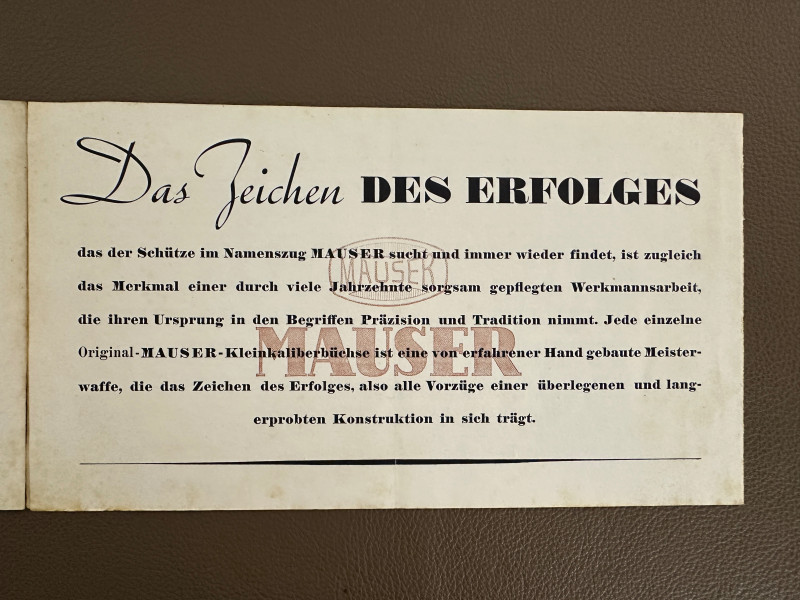 Das Zeichen DES ERFOLGES
das der Schütze im Namenszug MAUSER sucht und immer wieder findet, ist zugleich
MAUSER
das Merkmal einer durch viele Jahrzehnte sorgsam gepflegten Werkmannsarbeit,
die ihren Ursprung in den Begriffen Präzision und Tradition nimmt. Jede einzelne
MAUSER
Original-MAUSER-Kleinkaliberbüchse ist eine von erfahrener Hand gebaute Meister-
waffe, die das Zeichen des Erfolges, also alle Vorzüge einer überlegenen und lang-
erprobten Konstruktion in sich trägt.